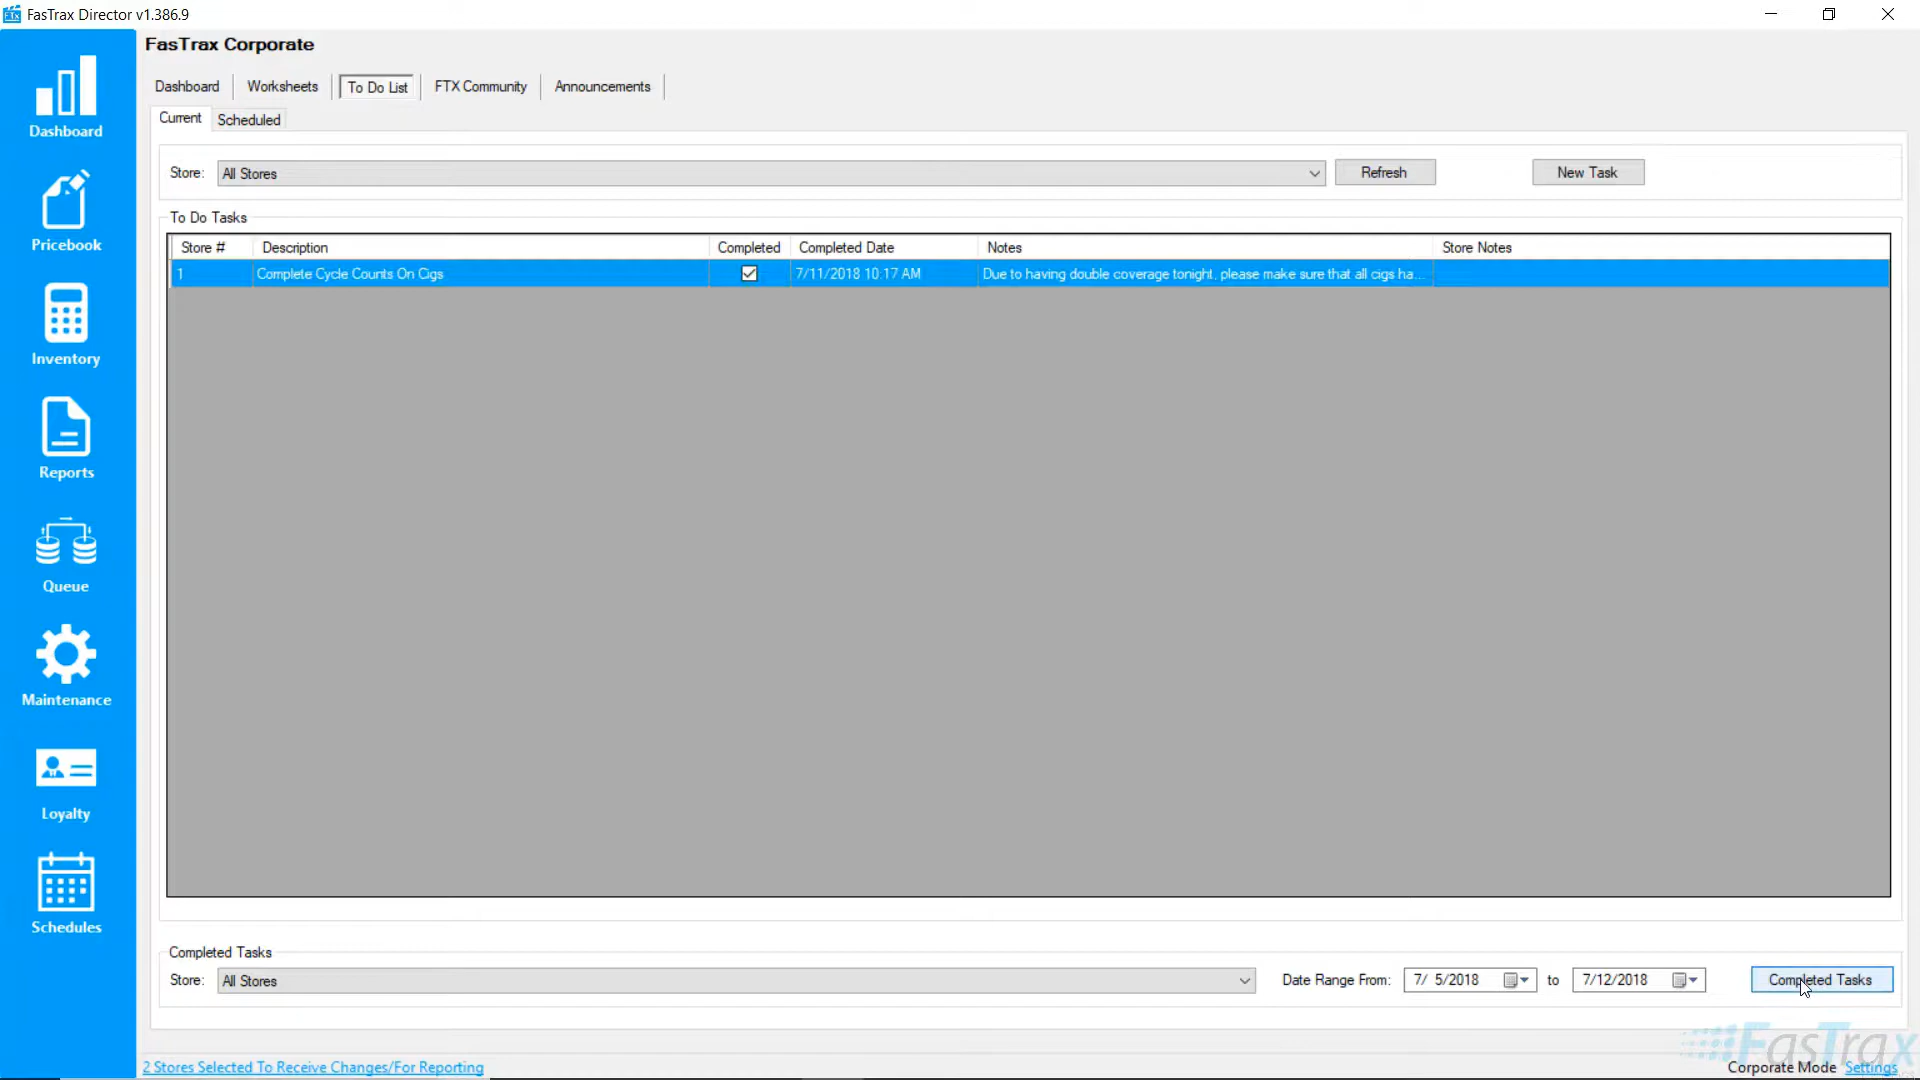 FasTrax Director v1.386.9
FasTrax Corporate
Dashboard Worksheets To Do List FTX Community Announcements
Current Scheduled
Store: All Stores Refresh New Task
To Do Tasks
Store # Description Completed Completed Date Notes Store Notes
1 Complete Cycle Counts On Cigs 7/11/2018 10:17 AM Due to having double coverage tonight, please make sure that all cigs ha...
Dashboard
Pricebook
Inventory
Reports
Queue
Maintenance
Loyalty
Schedules
Completed Tasks
Store: All Stores Date Range From: 7/ 5/2018 to 7/12/2018 Completed Tasks
FasTrax
2 Stores Selected To Receive Changes/For Reporting Corporate Mode Settings